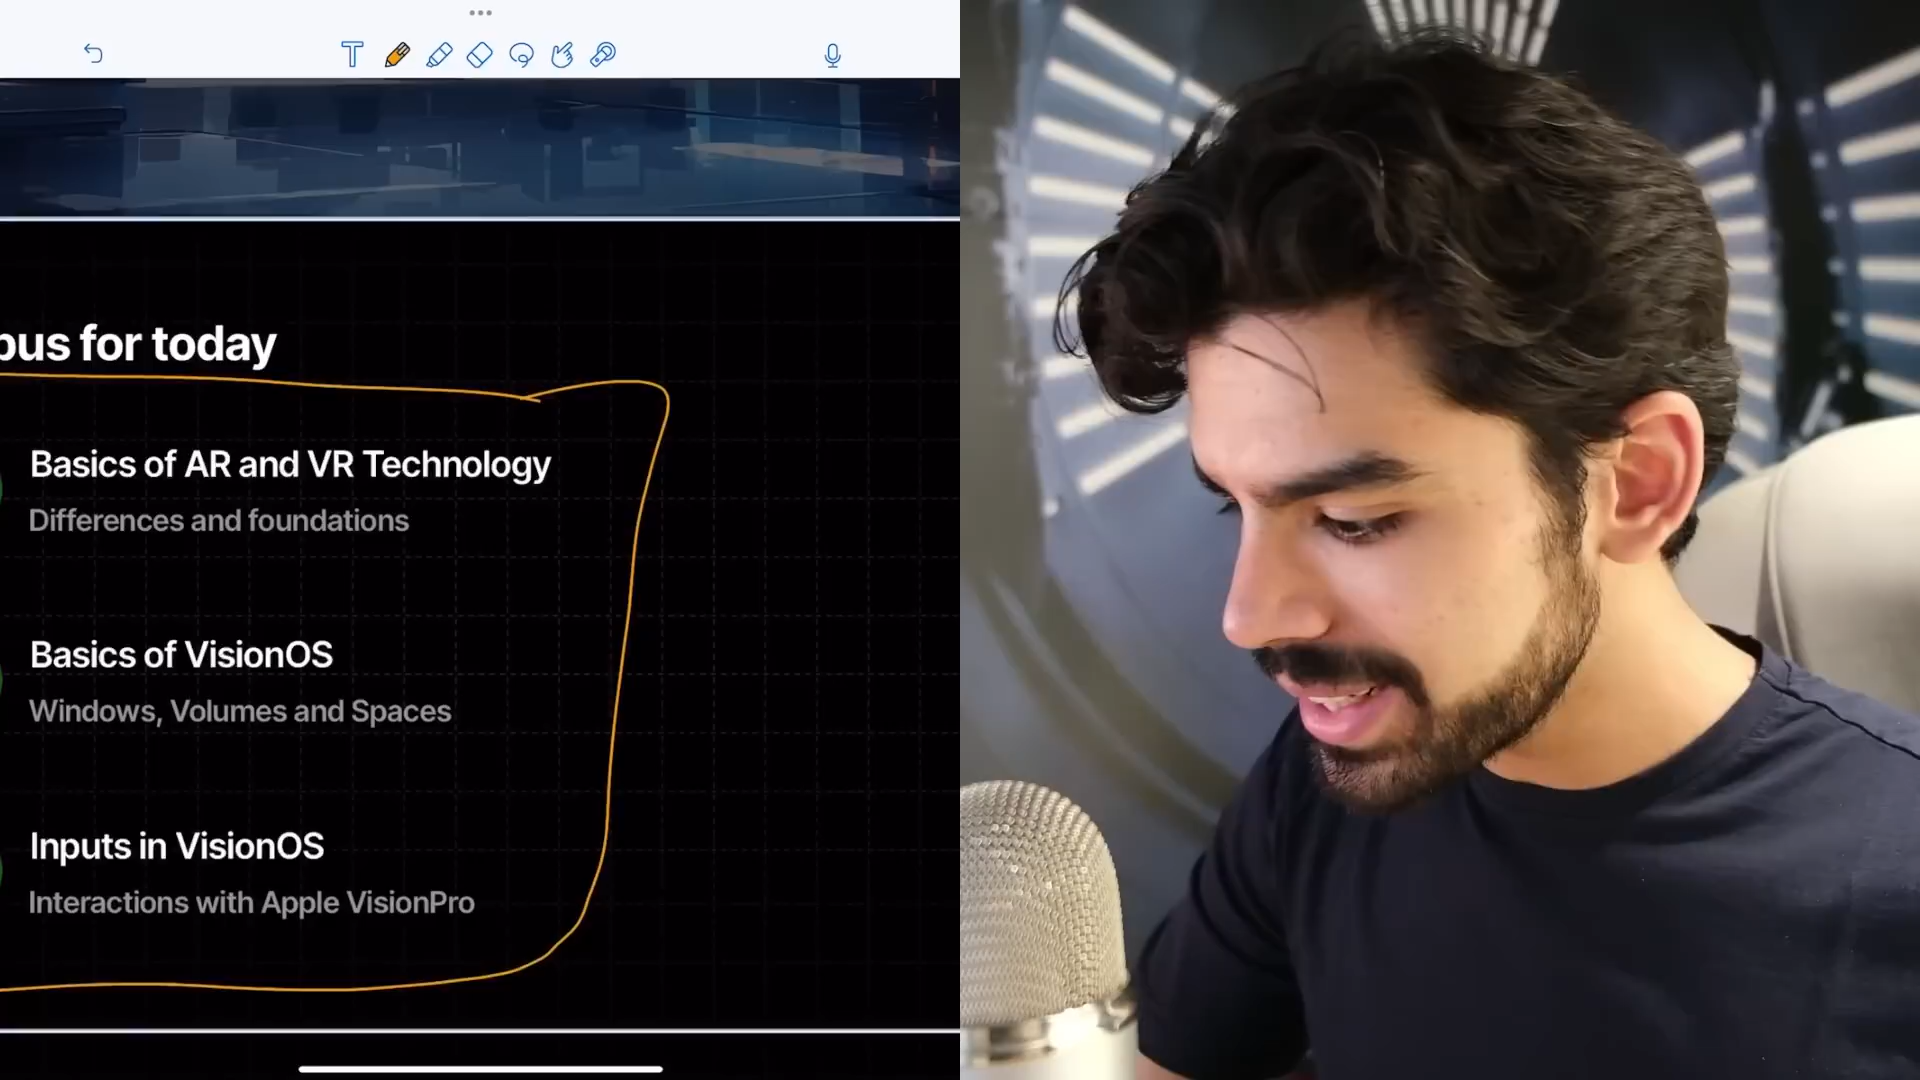 for today
Basics of AR and VR Technology
Differences and foundations
Basics of VisionOS
Windows, Volumes and Spaces
Inputs in VisionOS
Interactions with Apple VisionPro